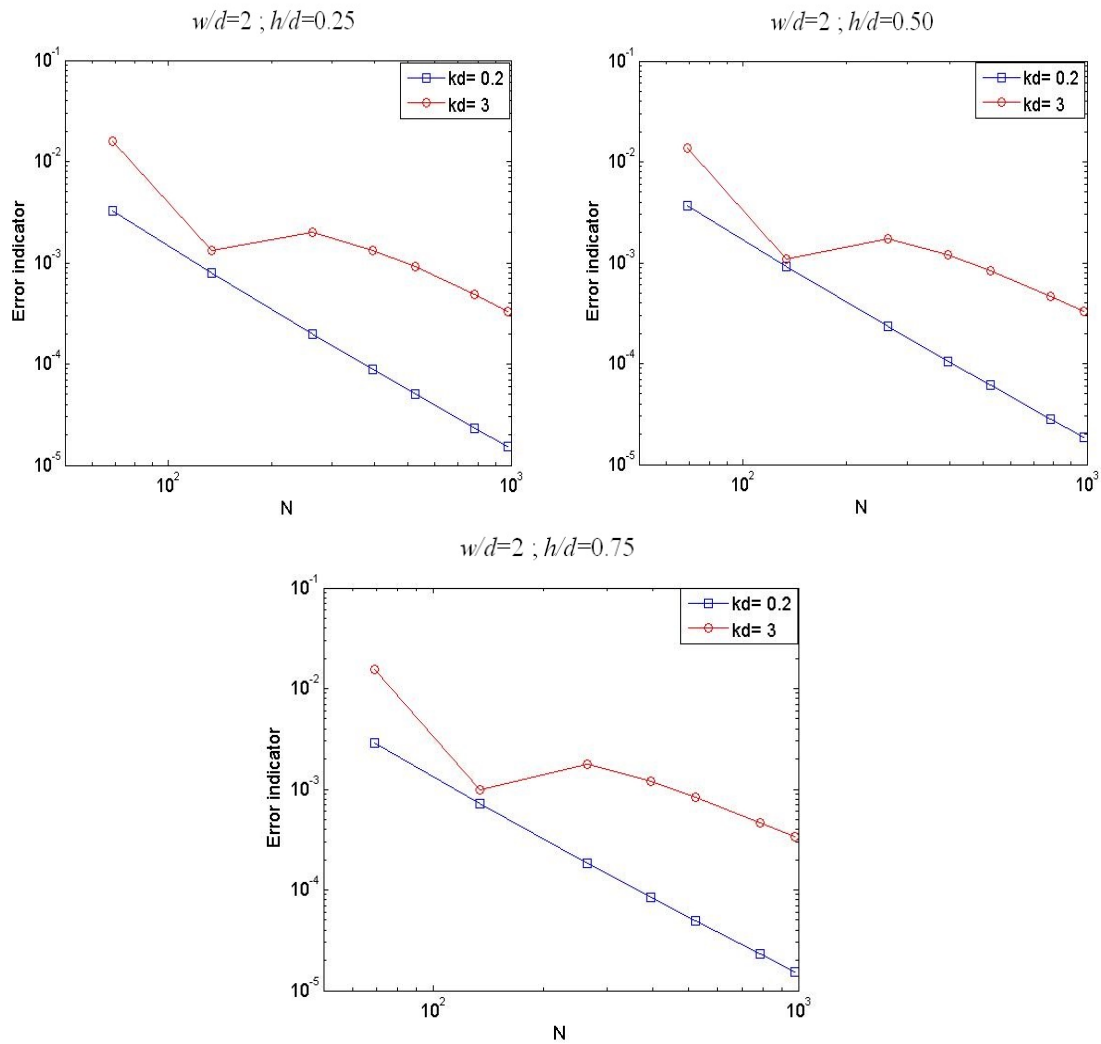 w/d=2 ; h/d=0.25
10^-1
10^-2
10^-3
10^-4
10^-5
Error indicator
kd= 0.2
kd= 3
10^2
10^3
N
w/d=2 ; h/d=0.50
10^-1
10^-2
10^-3
10^-4
10^-5
Error indicator
kd= 0.2
kd= 3
10^2
10^3
N
w/d=2 ; h/d=0.75
10^-1
10^-2
10^-3
10^-4
10^-5
Error indicator
kd= 0.2
kd= 3
10^2
10^3
N